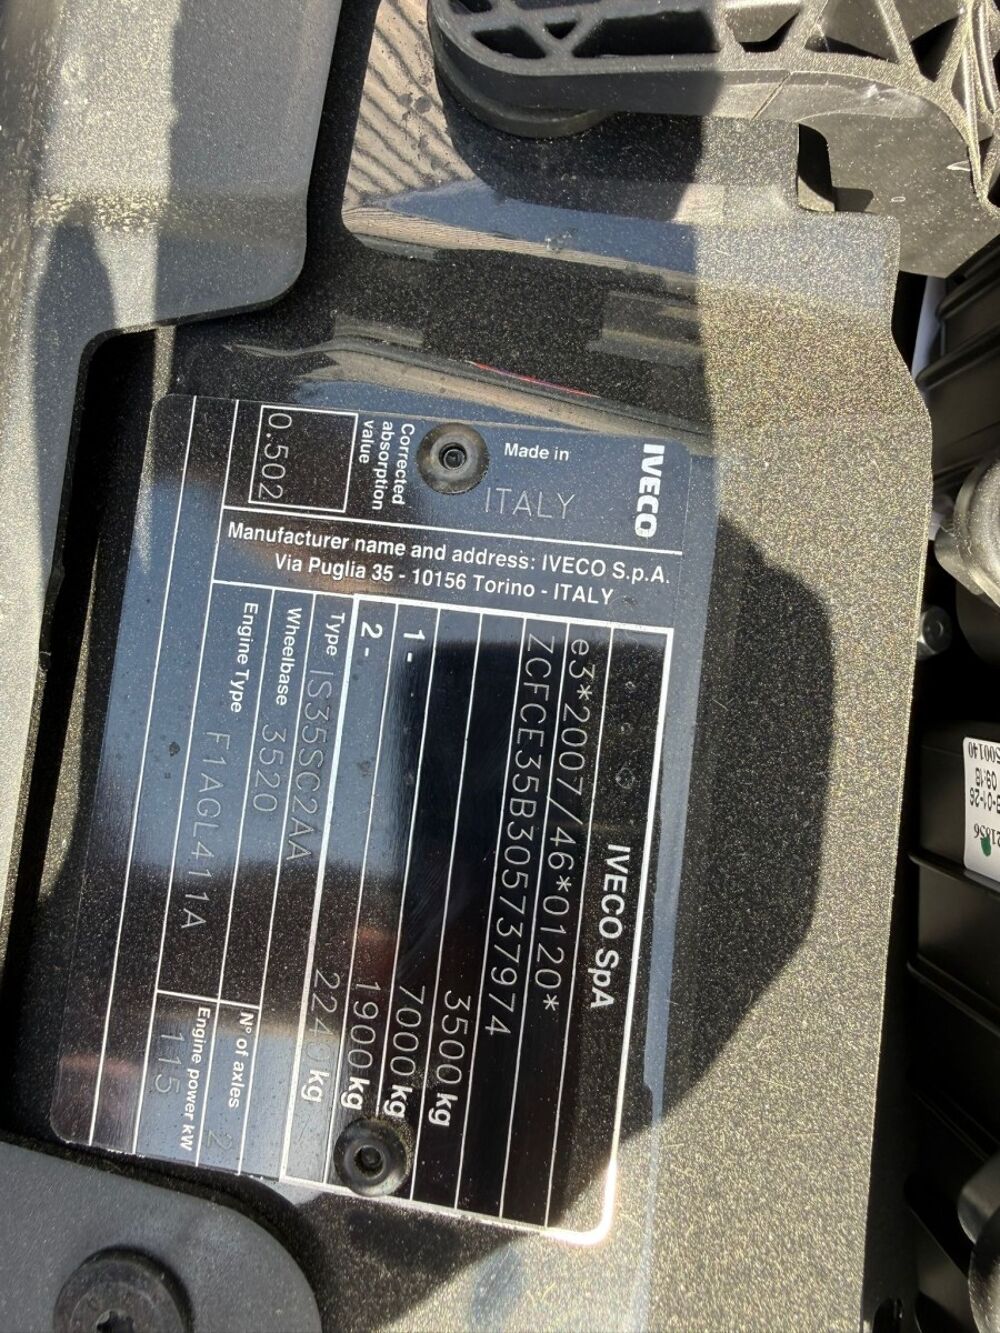 IVECO
Made in
ITALY
Corrected
absorption
value
0.502
Manufacturer name and address: IVECO S.p.A.
Via Puglia 35 - 10156 Torino - ITALY
IVECO SpA
e3*2007/46*0120*
ZCFCE35B305737974
3500 kg
7000 kg
1- 1900 kg
2- 2240 kg
Type IS35SC2AA
Wheelbase 3520
N° of axles 2
Engine Type F1AGL411A
Engine power kW 115